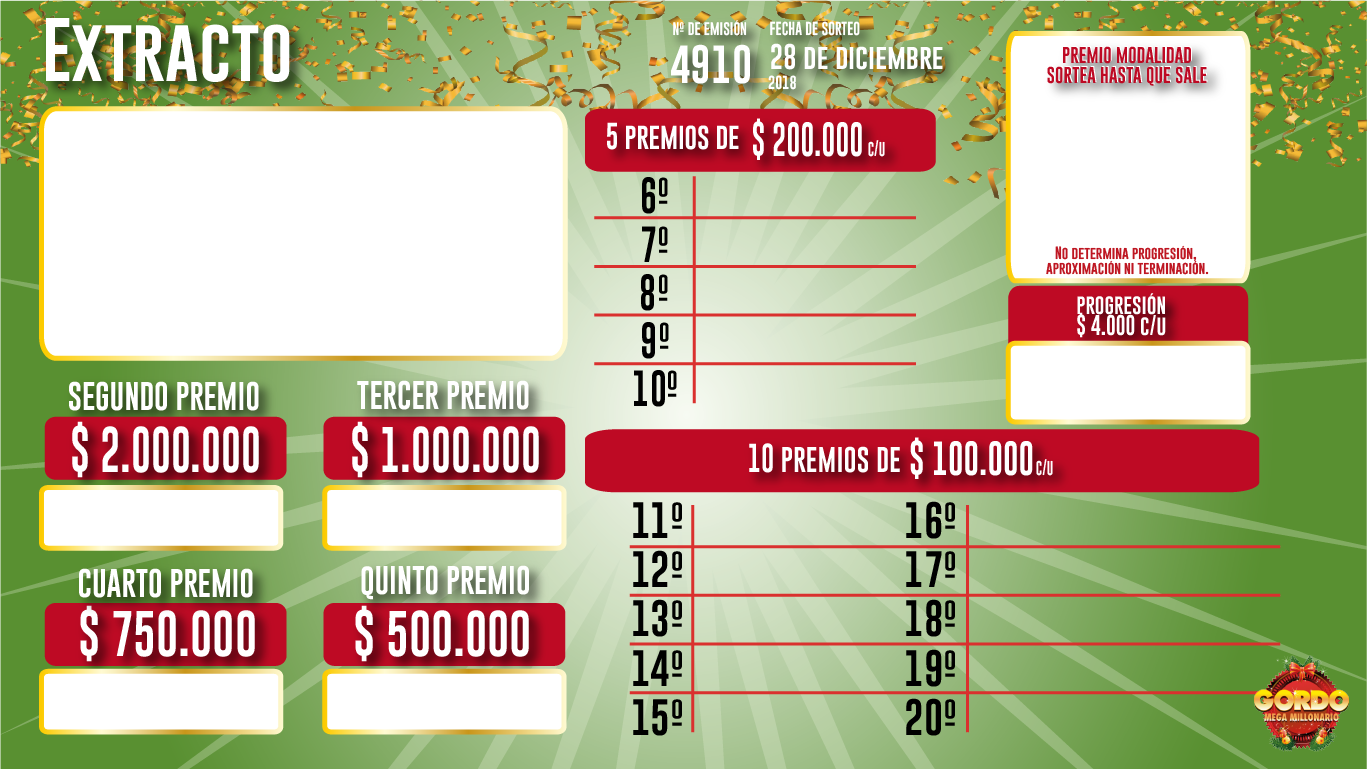 EXTRACTO
Nº DE EMISIÓN
4910
FECHA DE SORTEO
28 DE DICIEMBRE
2018
PREMIO MODALIDAD
SORTEA HASTA QUE SALE
NO DETERMINA PROGRESIÓN,
APROXIMACIÓN NI TERMINACIÓN.
PROGRESIÓN
$ 4.000 C/U
5 PREMIOS DE $ 200.000 C/U
6º
7º
8º
9º
10º
SEGUNDO PREMIO
$ 2.000.000
TERCER PREMIO
$ 1.000.000
CUARTO PREMIO
$ 750.000
QUINTO PREMIO
$ 500.000
10 PREMIOS DE $ 100.000 C/U
11º
12º
13º
14º
15º
16º
17º
18º
19º
20º
GORDO
MEGA MILLONARIO